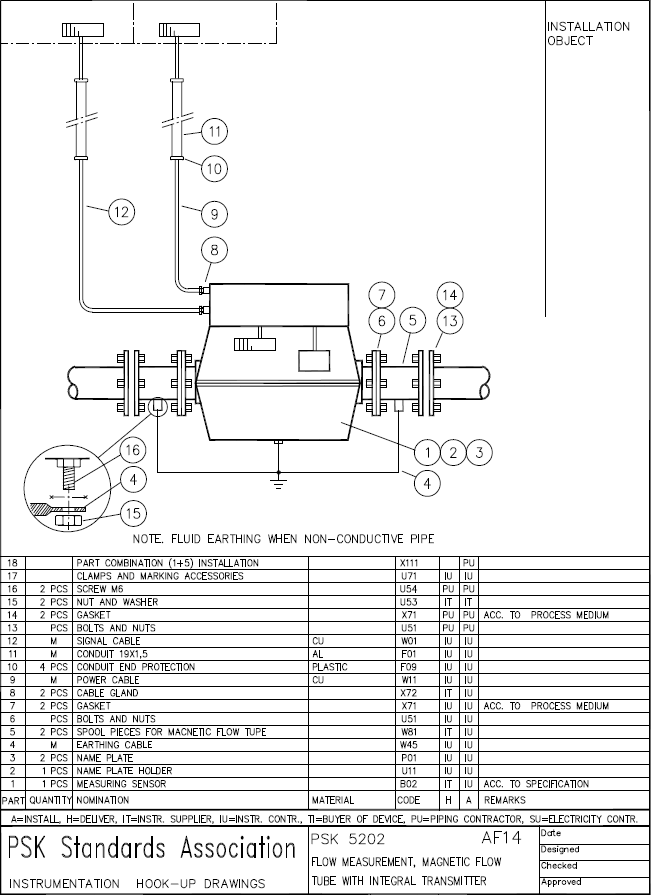 INSTALLATION
OBJECT
11
10
12
9
8
7
14
6
5
13
1 2 3
16
4
4
15
NOTE. FLUID EARTHING WHEN NON-CONDUCTIVE PIPE
18 PART COMBINATION (1+5) INSTALLATION X111 PU
17 CLAMPS AND MARKING ACCESSORIES U71 IU IU
16 2 PCS SCREW M6 U54 PU PU
15 2 PCS NUT AND WASHER U53 IT IT
14 2 PCS GASKET X71 PU PU ACC. TO PROCESS MEDIUM
13 PCS BOLTS AND NUTS U51 PU PU
12 M SIGNAL CABLE CU W01 IU IU
11 M CONDUIT 19X1,5 AL F01 IU IU
10 4 PCS CONDUIT END PROTECTION PLASTIC F09 IU IU
9 M POWER CABLE CU W11 IU IU
8 2 PCS CABLE GLAND X72 IT IU
7 2 PCS GASKET X71 IU IU ACC. TO PROCESS MEDIUM
6 PCS BOLTS AND NUTS U51 IU IU
5 2 PCS SPOOL PIECES FOR MACNETIC FLOW TUPE W81 IT IU
4 M EARTHING CABLE W45 IU IU
3 2 PCS NAME PLATE P01 IU IU
2 1 PCS NAME PLATE HOLDER U11 IU IU
1 1 PCS MEASURING SENSOR B02 IT IU ACC. TO SPECIFICATION
PART QUANTITY NOMINATION MATERIAL CODE H A REMARKS
A=INSTALL, H=DELIVER, IT=INSTR. SUPPLIER, IU=INSTR. CONTR., TI=BUYER OF DEVICE, PU=PIPING CONTRACTOR, SU=ELECTRICITY CONTR.
PSK Standards Association
INSTRUMENTATION HOOK-UP DRAWINGS
PSK 5202 AF14
FLOW MEASUREMENT, MAGNETIC FLOW
TUBE WITH INTEGRAL TRANSMITTER
Date
Designed
Checked
Approved